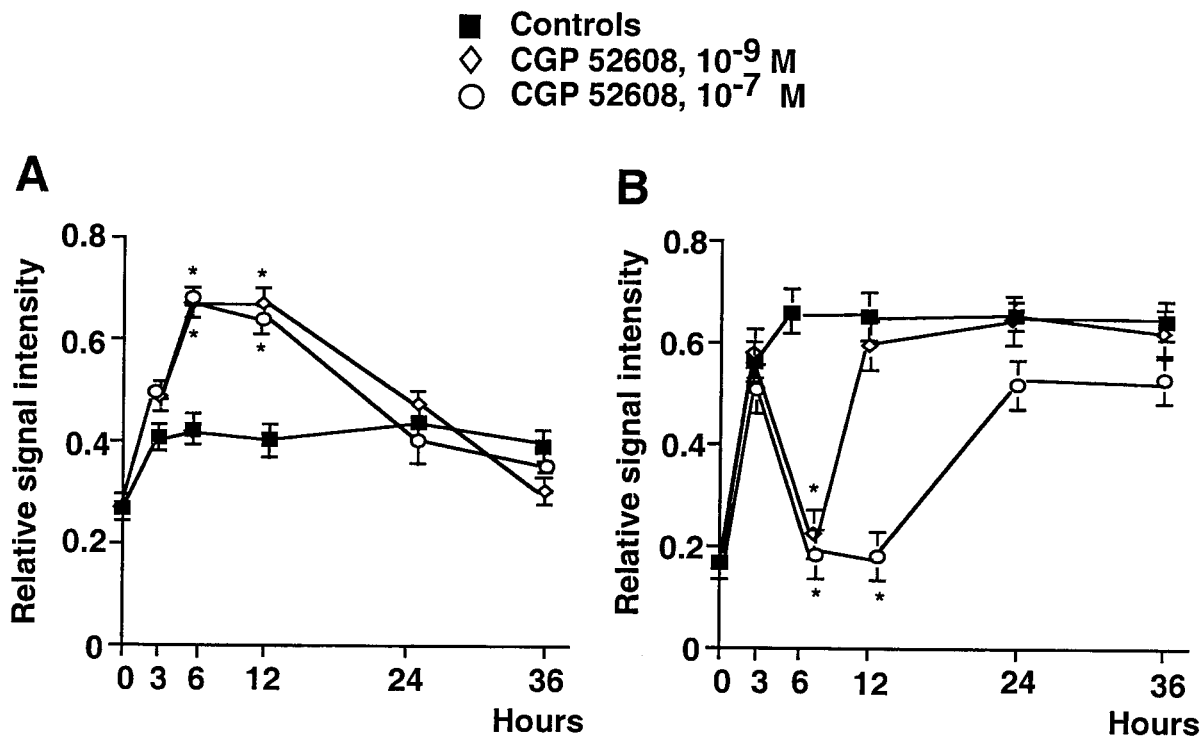 Controls
CGP 52608, 10⁻⁹ M
CGP 52608, 10⁻⁷ M
A
Relative signal intensity
0.8
0.6
0.4
0.2
0
* *
* *
0 3 6 12 24 36
Hours
B
Relative signal intensity
0.8
0.6
0.4
0.2
0
*
* *
0 3 6 12 24 36
Hours